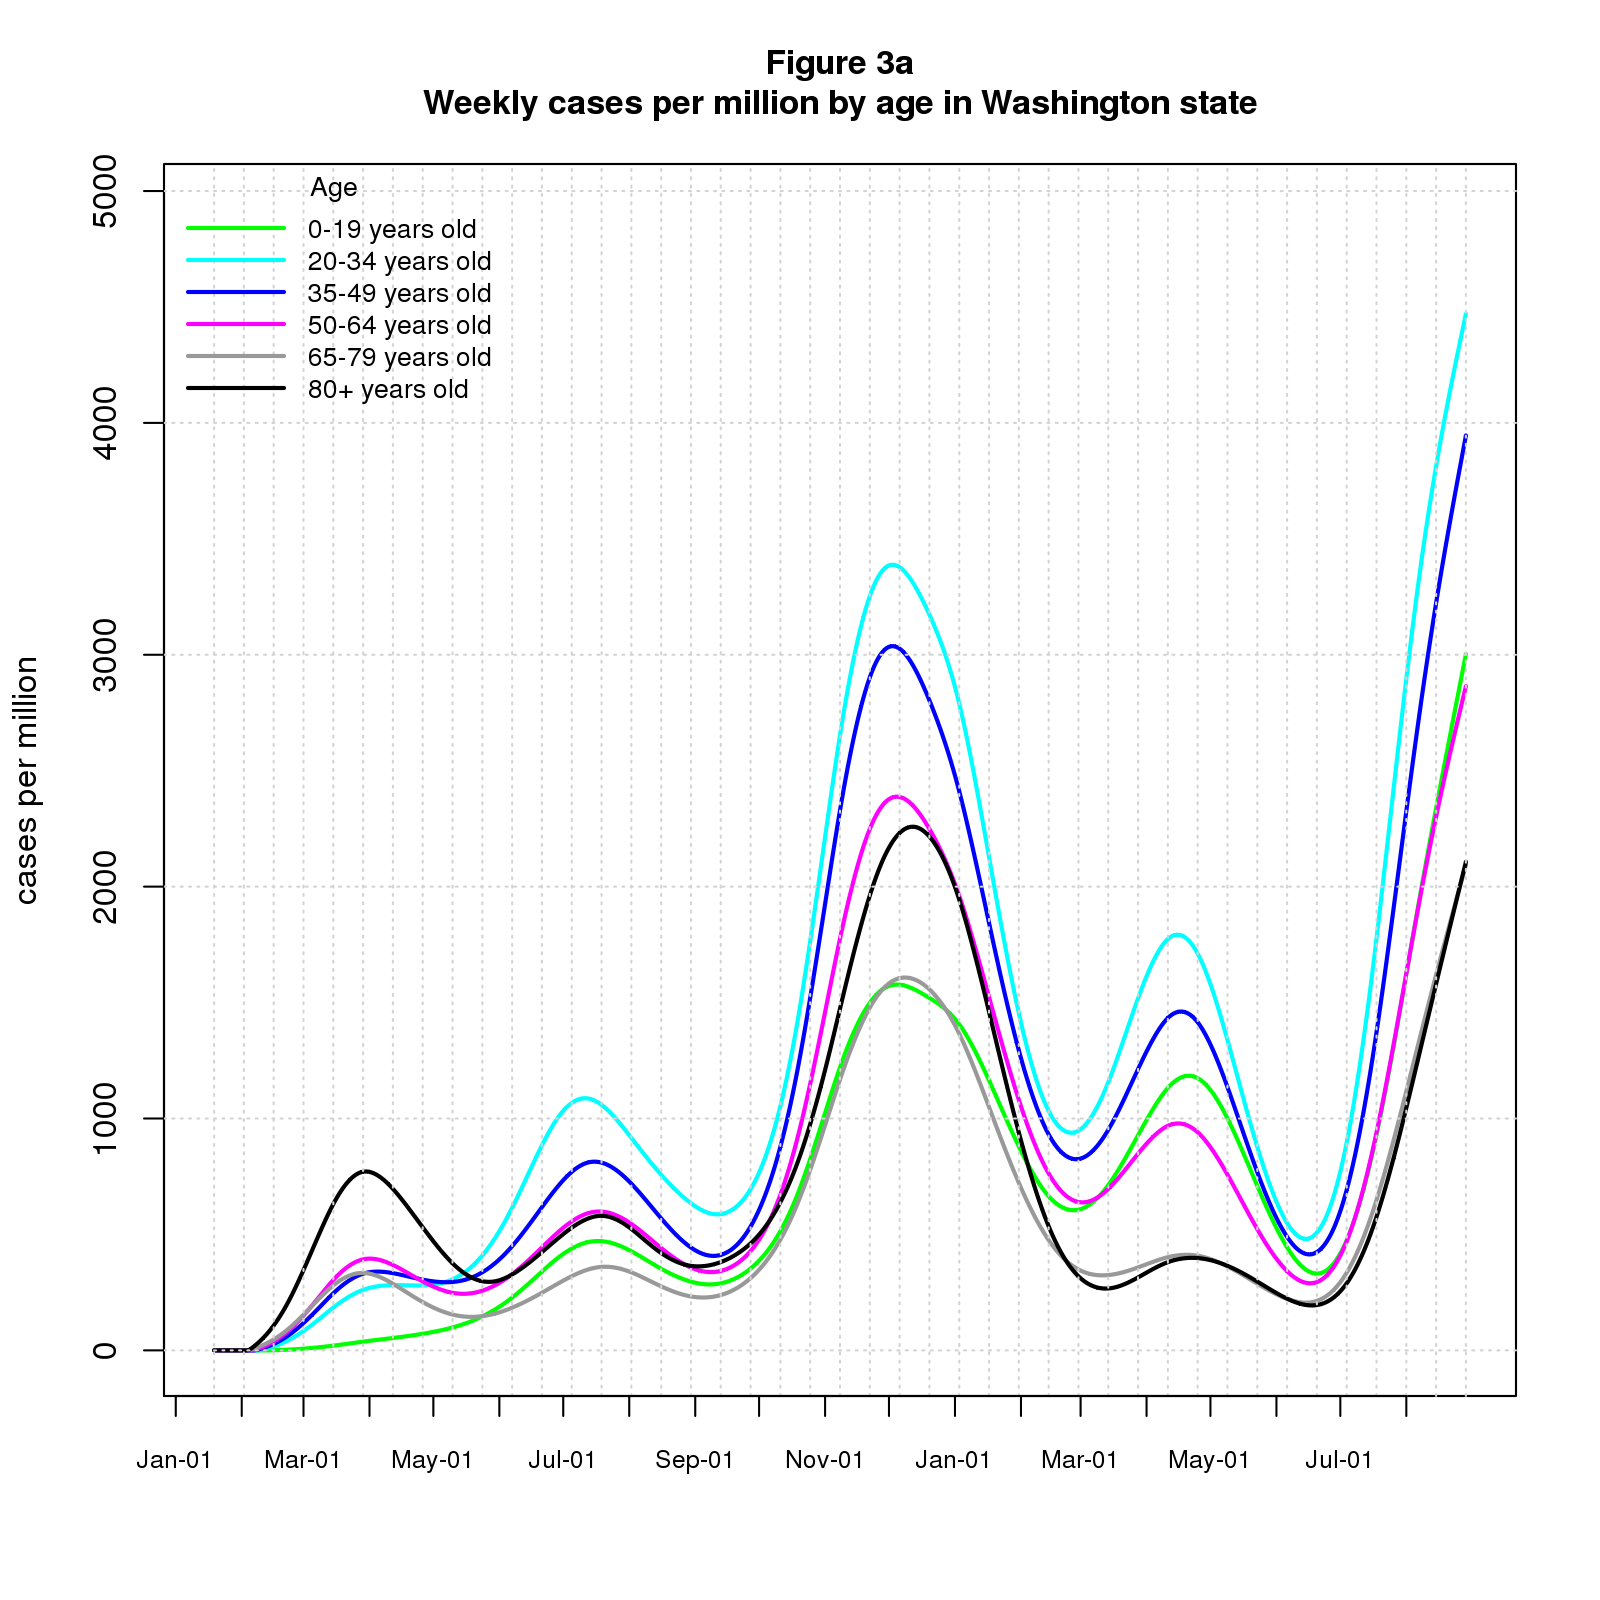 Figure 3a
Weekly cases per million by age in Washington state
cases per million
5000
4000
3000
2000
1000
0
Age
0-19 years old
20-34 years old
35-49 years old
50-64 years old
65-79 years old
80+ years old
Jan-01 Mar-01 May-01 Jul-01 Sep-01 Nov-01 Jan-01 Mar-01 May-01 Jul-01